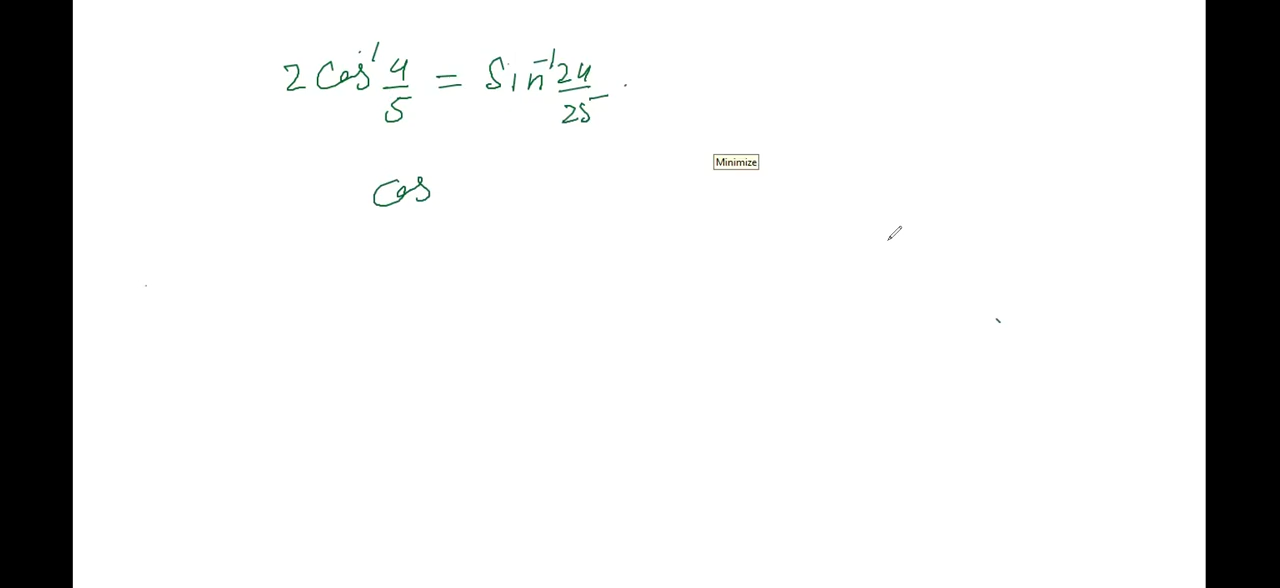 2 Cos⁻¹ 4/5 = Sin⁻¹ 24/25 .
Minimize
Cos